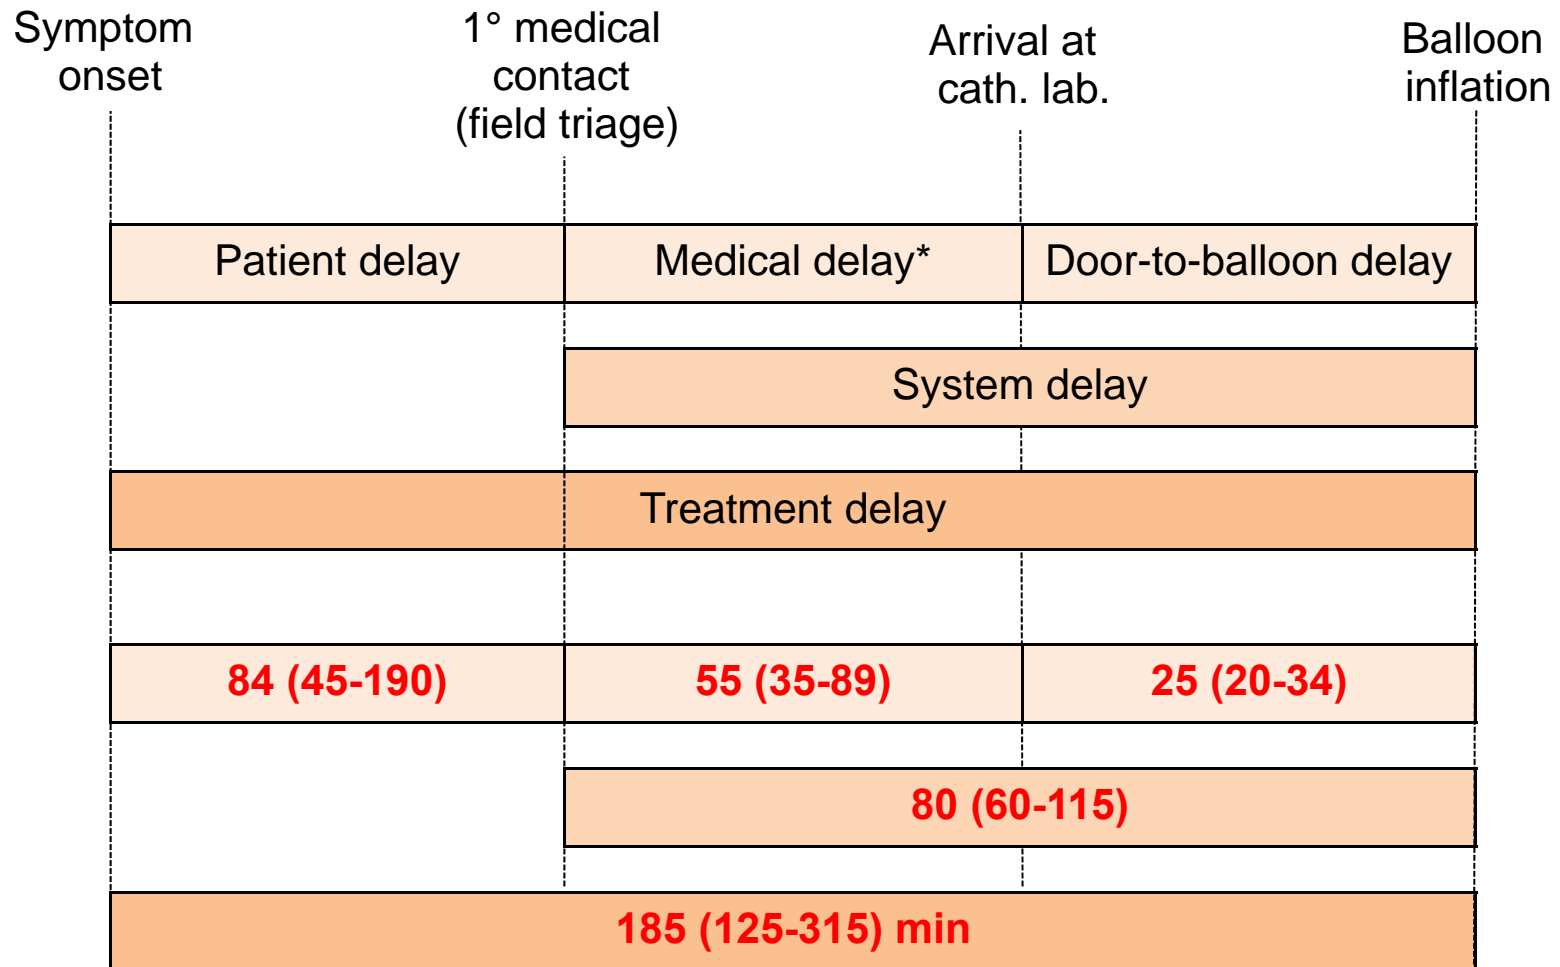 Symptom
onset
1° medical
contact
(field triage)
Arrival at
cath. lab.
Balloon
inflation
Patient delay
Medical delay*
Door-to-balloon delay
System delay
Treatment delay
84 (45-190)
55 (35-89)
25 (20-34)
80 (60-115)
185 (125-315) min